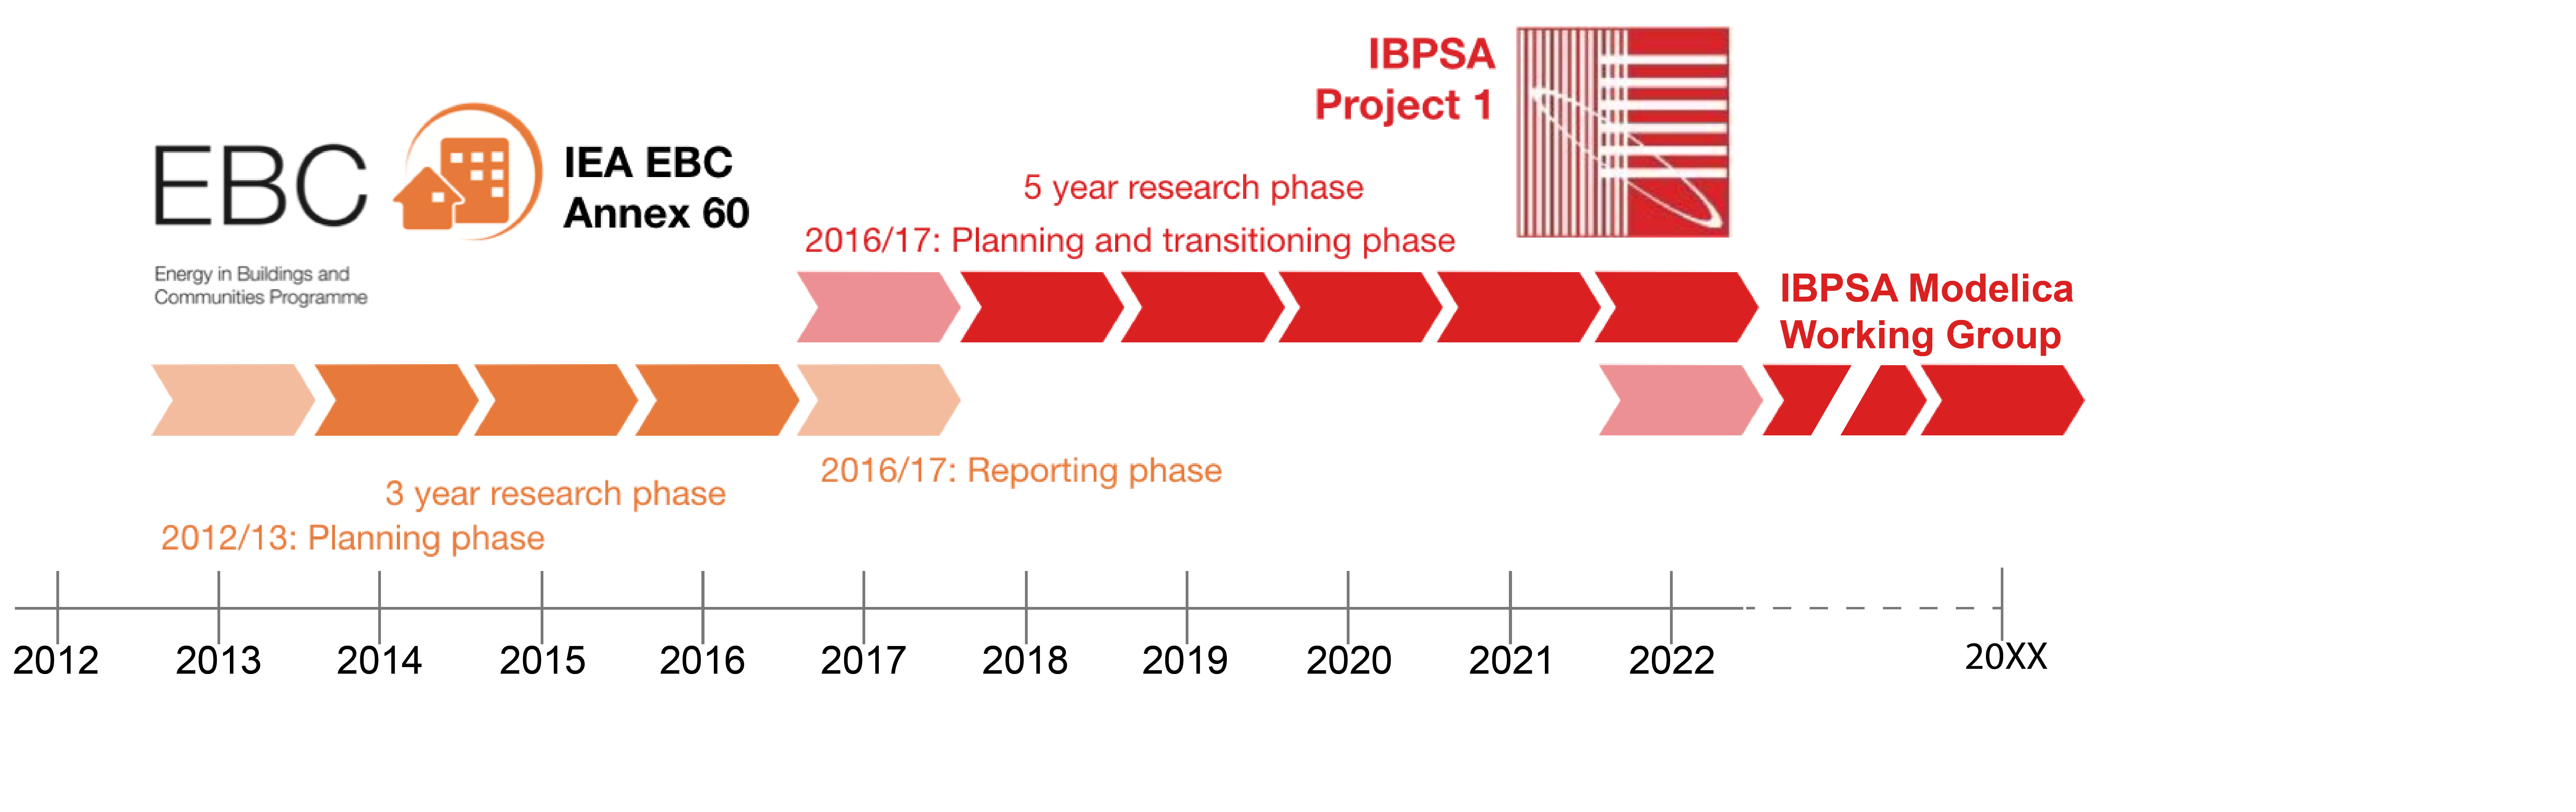 IBPSA
Project 1
EBC
IEA EBC
Annex 60
Energy in Buildings and
Communities Programme
5 year research phase
2016/17: Planning and transitioning phase
IBPSA Modelica
Working Group
2016/17: Reporting phase
3 year research phase
2012/13: Planning phase
2012 2013 2014 2015 2016 2017 2018 2019 2020 2021 2022 20XX